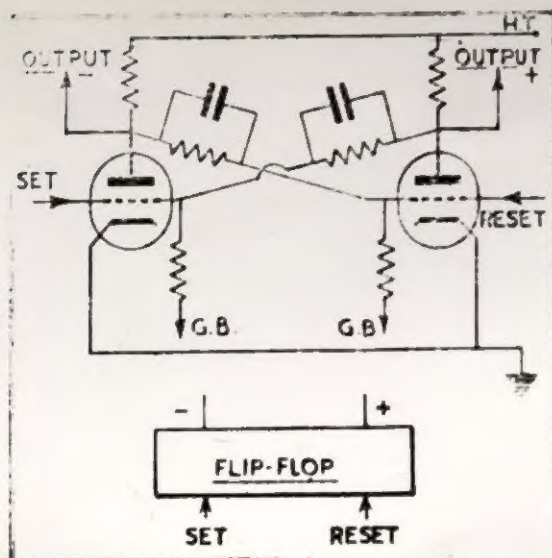 H.T.
OUTPUT
-
OUTPUT
+
SET
RESET
G.B.
G.B
- +
FLIP-FLOP
SET RESET